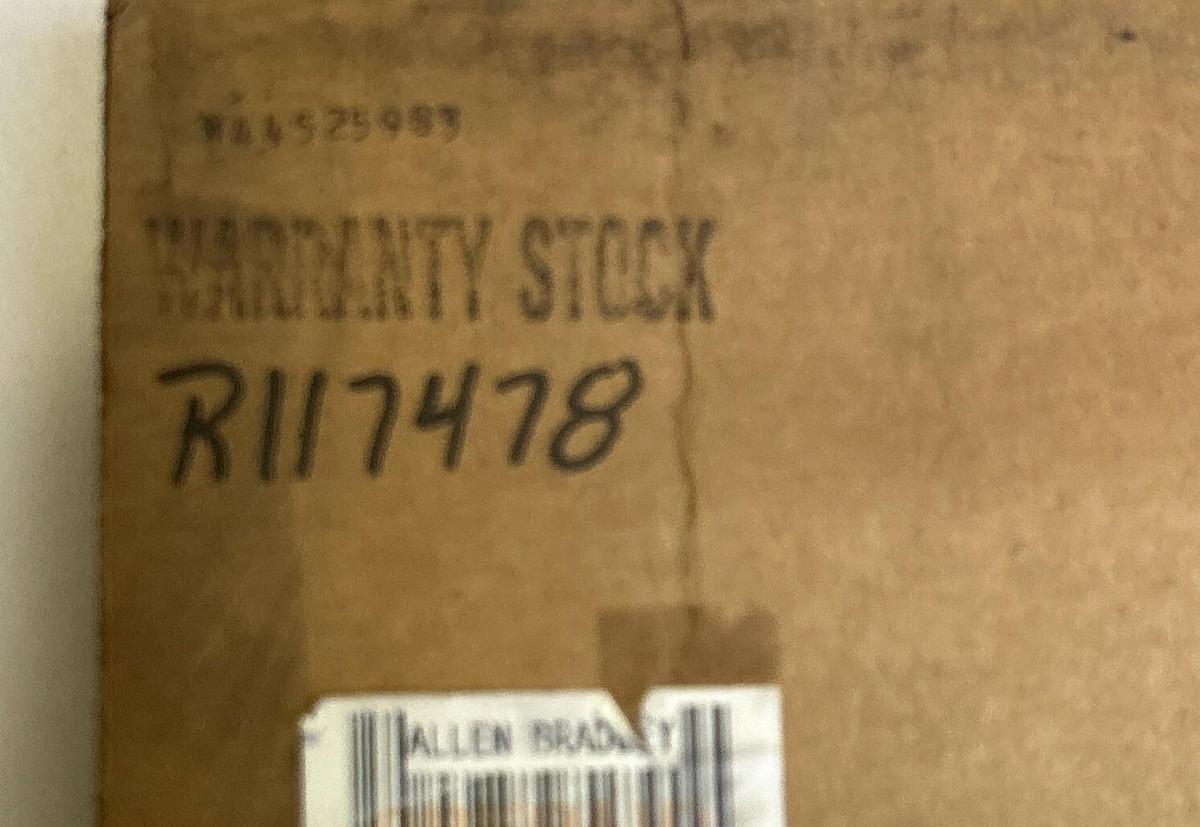 WARRANTY STOCK
R117478
ALLEN BRADLEY